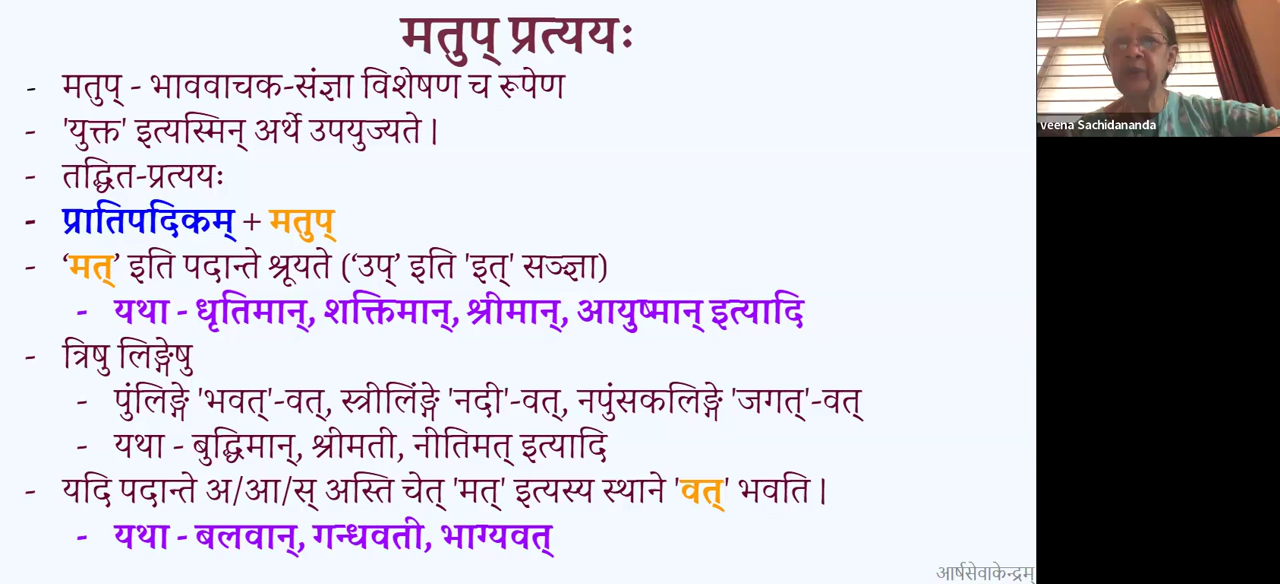 मतुप् प्रत्ययः
- मतुप् - भाववाचक-संज्ञा विशेषण च रूपेण
- 'युक्त' इत्यस्मिन् अर्थे उपयुज्यते।
- तद्धित-प्रत्ययः
- प्रातिपदिकम् + मतुप्
- ‘मत्’ इति पदान्ते श्रूयते (‘उप्’ इति 'इत्' सञ्ज्ञा)
- यथा - धृतिमान्, शक्तिमान्, श्रीमान्, आयुष्मान् इत्यादि
- त्रिषु लिङ्गेषु
- पुंलिङ्गे 'भवत्'-वत्, स्त्रीलिंङ्गे 'नदी'-वत्, नपुंसकलिङ्गे 'जगत्'-वत्
- यथा - बुद्धिमान्, श्रीमती, नीतिमत् इत्यादि
- यदि पदान्ते अ/आ/स् अस्ति चेत् 'मत्' इत्यस्य स्थाने 'वत्' भवति।
- यथा - बलवान्, गन्धवती, भाग्यवत्
आर्षसेवाकेन्द्रम्
veena Sachidananda